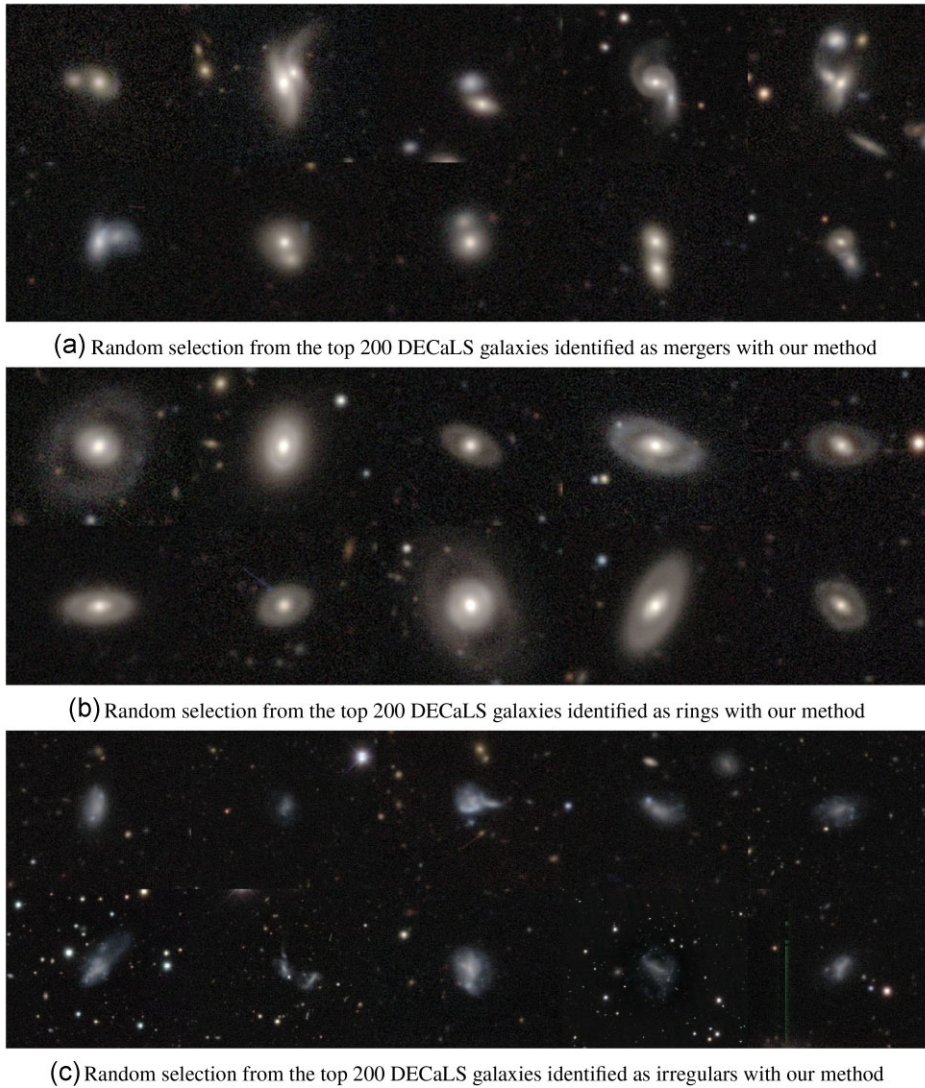 (a) Random selection from the top 200 DECaLS galaxies identified as mergers with our method
(b) Random selection from the top 200 DECaLS galaxies identified as rings with our method
(c) Random selection from the top 200 DECaLS galaxies identified as irregulars with our method